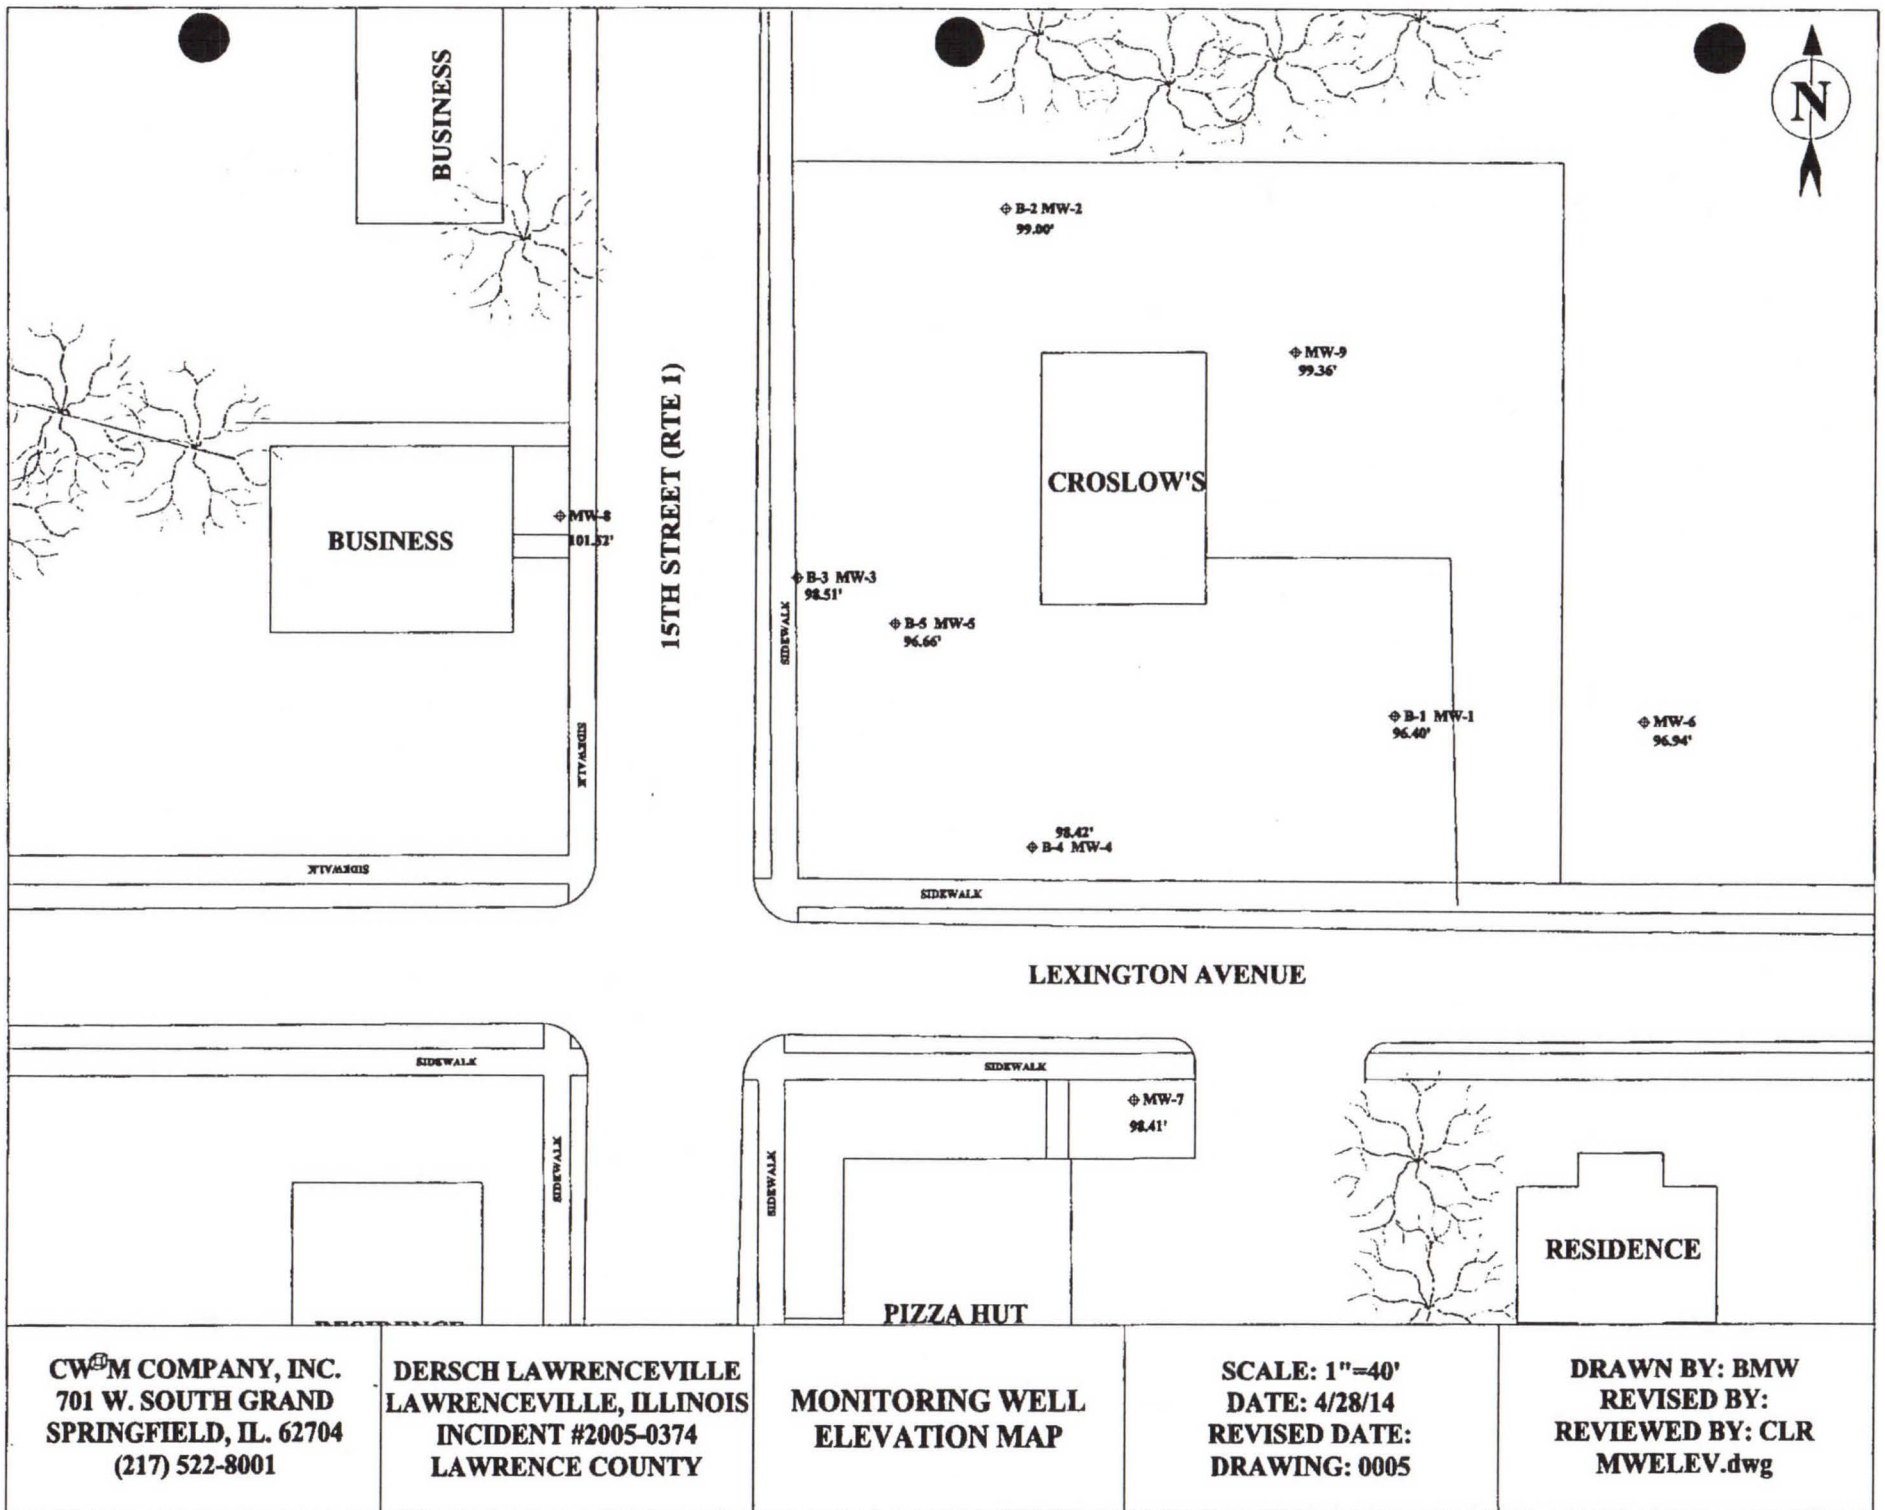 BUSINESS
N
B-2 MW-2
99.00'
MW-9
99.36'
15TH STREET (RTE 1)
CROSLOW'S
MW-8
101.52'
BUSINESS
B-3 MW-3
98.51'
B-5 MW-5
96.66'
SIDEWALK
SIDEWALK
B-1 MW-1
96.40'
MW-6
96.94'
98.42'
B-4 MW-4
SIDEWALK
SIDEWALK
LEXINGTON AVENUE
SIDEWALK
SIDEWALK
MW-7
98.41'
SIDEWALK
SIDEWALK
RESIDENCE
PIZZA HUT
RESIDENCE
CW M COMPANY, INC.
701 W. SOUTH GRAND
SPRINGFIELD, IL. 62704
(217) 522-8001
DERSCH LAWRENCEVILLE
LAWRENCEVILLE, ILLINOIS
INCIDENT #2005-0374
LAWRENCE COUNTY
MONITORING WELL
ELEVATION MAP
SCALE: 1"=40'
DATE: 4/28/14
REVISED DATE:
DRAWING: 0005
DRAWN BY: BMW
REVISED BY:
REVIEWED BY: CLR
MWELEV.dwg